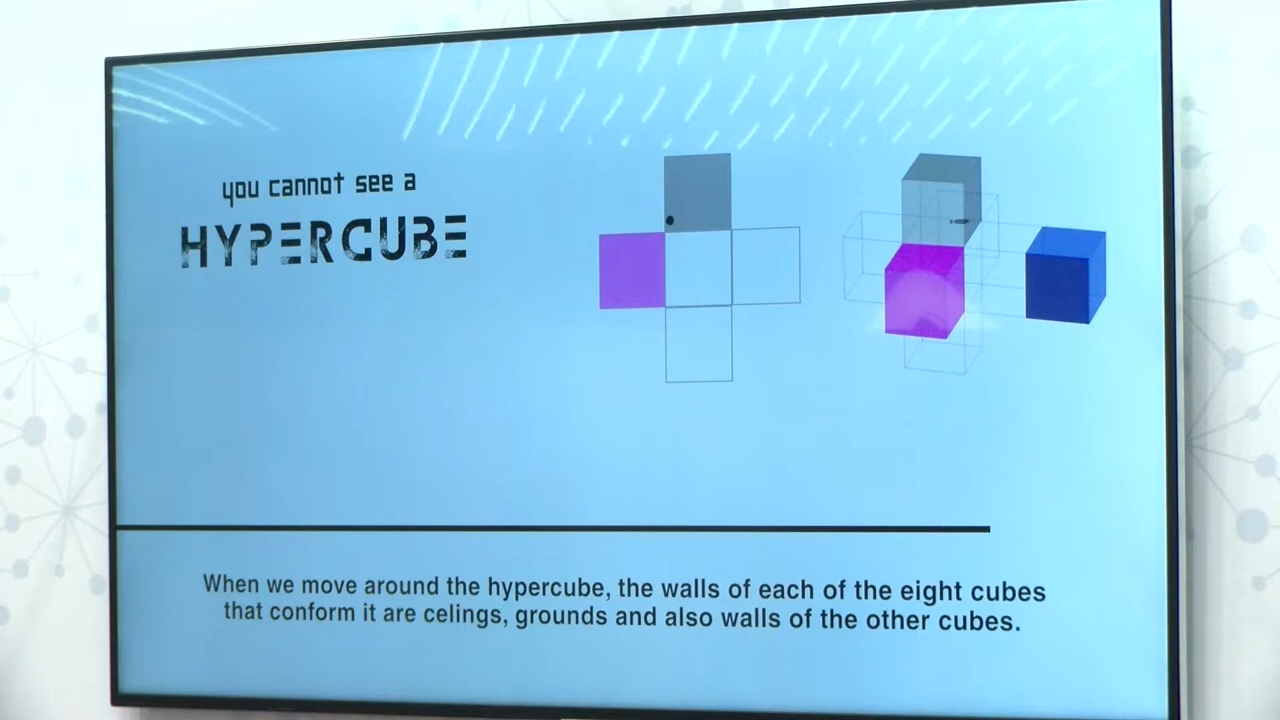 you cannot see a
HYPERCUBE
When we move around the hypercube, the walls of each of the eight cubes
that conform it are celings, grounds and also walls of the other cubes.